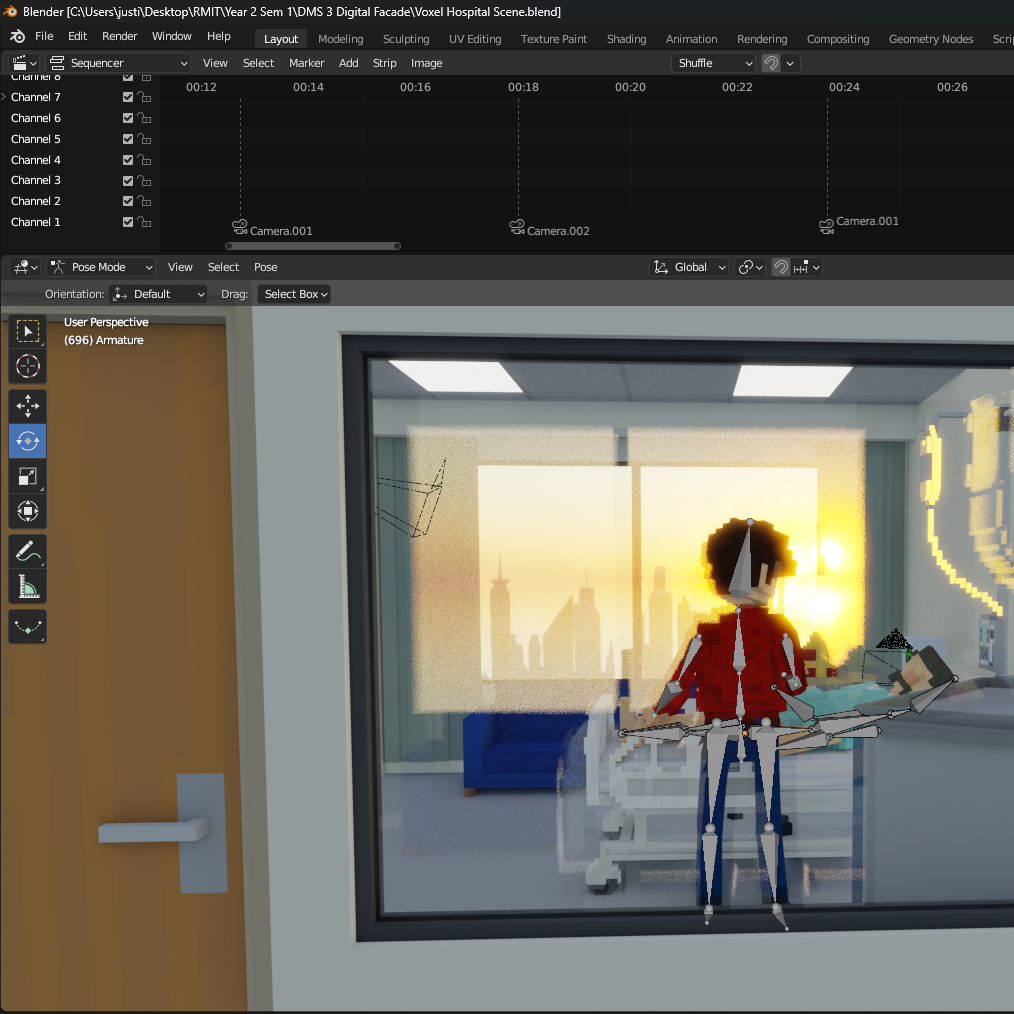 Blender [C:\Users\justi\Desktop\RMIT\Year 2 Sem 1\DMS 3 Digital Facade\Voxel Hospital Scene.blend]
File Edit Render Window Help Layout Modeling Sculpting UV Editing Texture Paint Shading Animation Rendering Compositing Geometry Nodes Scri
Sequencer View Select Marker Add Strip Image Shuffle
Channel 8
00:12 00:14 00:16 00:18 00:20 00:22 00:24 00:26
Channel 7
Channel 6
Channel 5
Channel 4
Channel 3
Channel 2
Channel 1
Camera.001 Camera.002 Camera.001
Pose Mode View Select Pose Global
Orientation: Default Drag: Select Box
User Perspective
(696) Armature